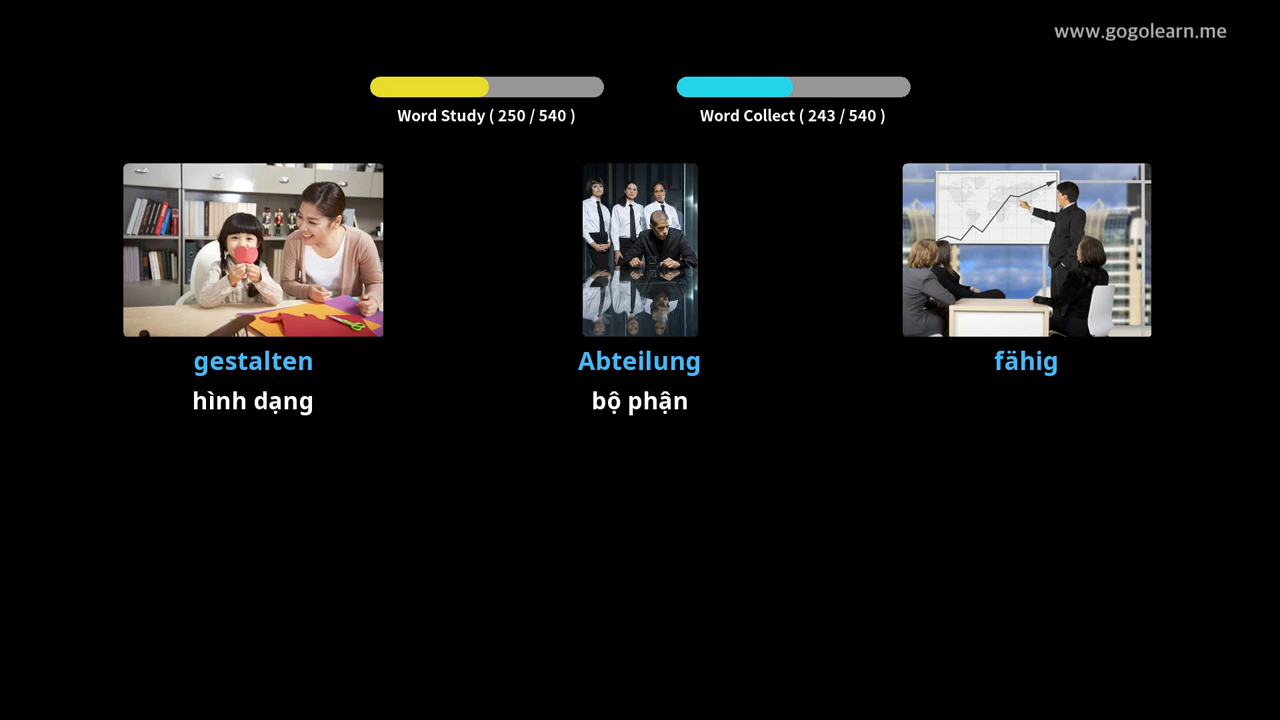 www.gogolearn.me
Word Study ( 250 / 540 )
Word Collect ( 243 / 540 )
gestalten
Abteilung
fähig
hình dạng
bộ phận